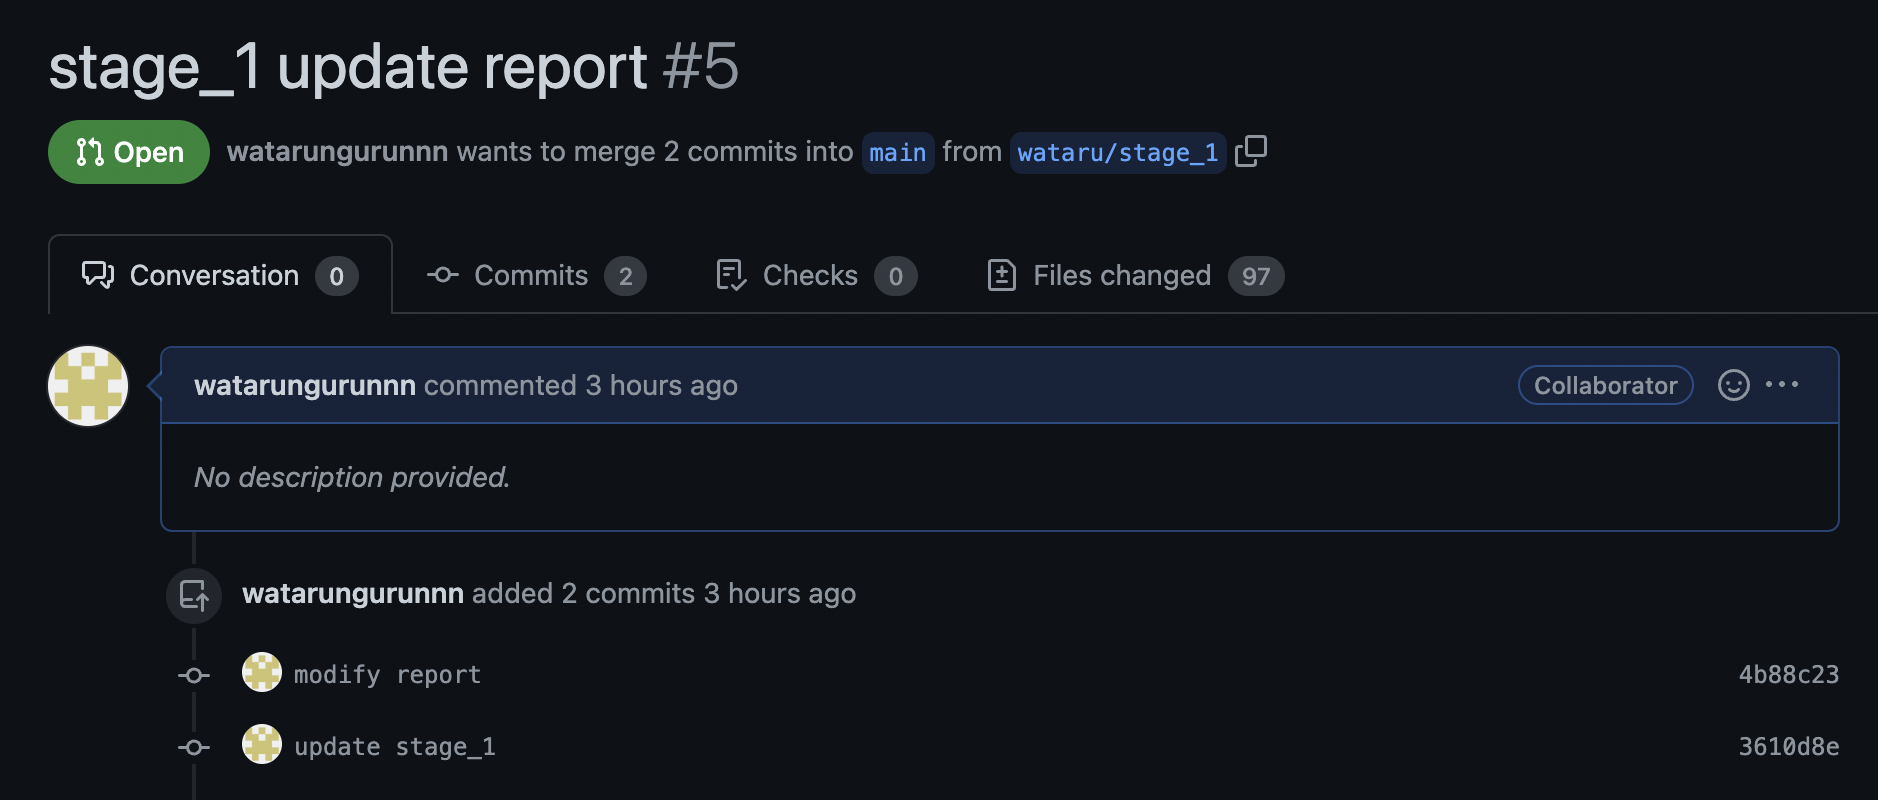 stage_1 update report #5
Open watarungurunnn wants to merge 2 commits into main from wataru/stage_1
Conversation 0 Commits 2 Checks 0 Files changed 97
watarungurunnn commented 3 hours ago Collaborator
No description provided.
watarungurunnn added 2 commits 3 hours ago
modify report 4b88c23
update stage_1 3610d8e